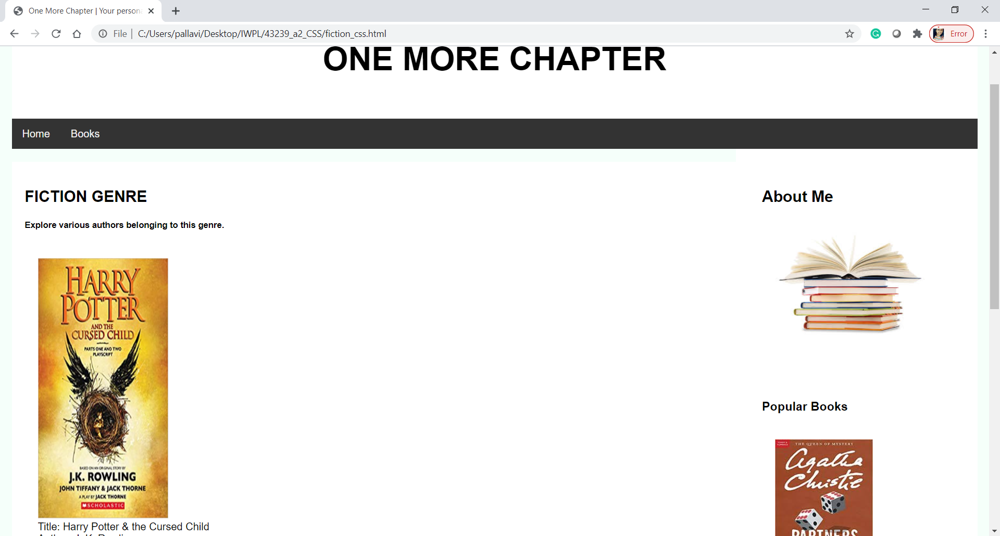 One More Chapter | Your person
File | C:/Users/pallavi/Desktop/IWPL/43239_a2_CSS/fiction_css.html
Error
ONE MORE CHAPTER
Home Books
FICTION GENRE
Explore various authors belonging to this genre.
HARRY
POTTER
AND THE
CURSED CHILD
PARTS ONE AND TWO
PLAYSCRIPT
BASED ON AN ORIGINAL STORY BY
J.K. ROWLING
JOHN TIFFANY & JACK THORNE
A PLAY BY JACK THORNE
SCHOLASTIC
Title: Harry Potter & the Cursed Child
About Me
Popular Books
THE QUEEN OF MYSTERY
Agatha
Christie
PARTNERS